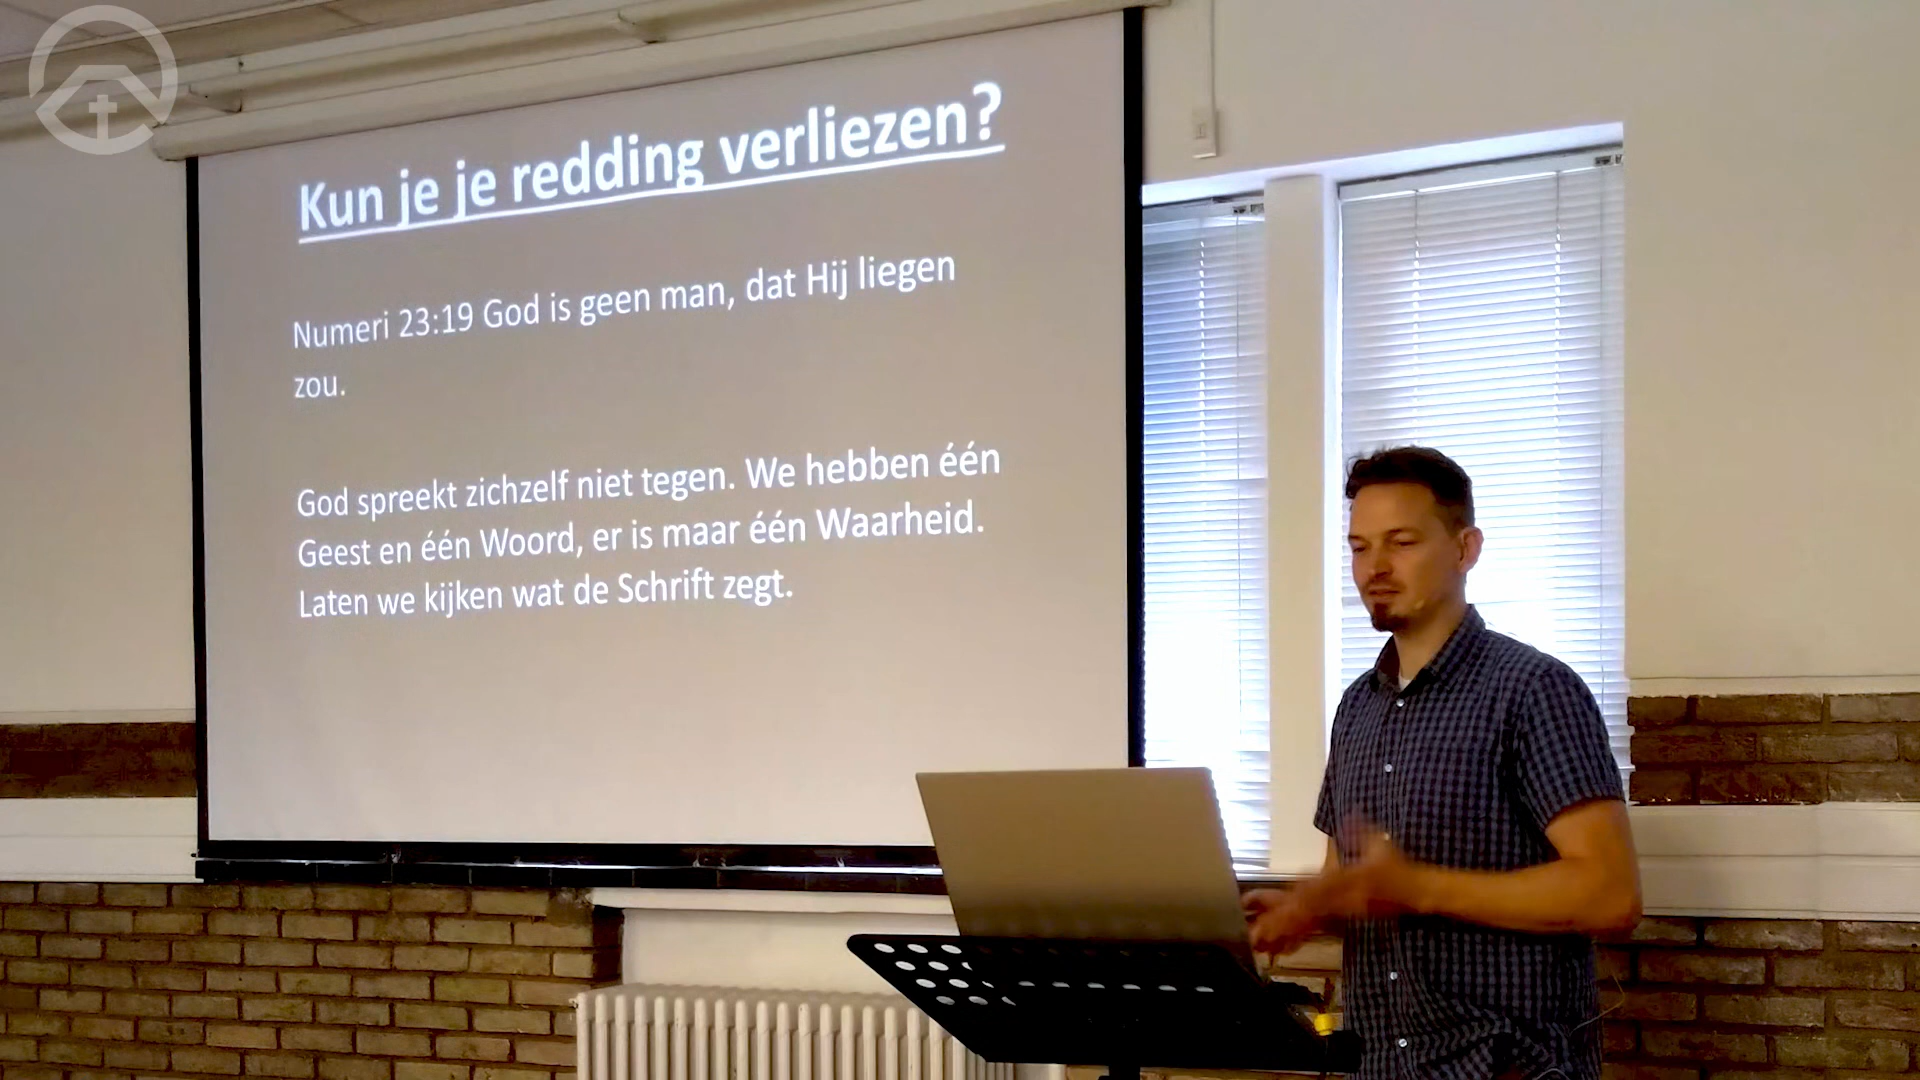 Kun je je redding verliezen?
Numeri 23:19 God is geen man, dat Hij liegen
zou.
God spreekt zichzelf niet tegen. We hebben één
Geest en één Woord, er is maar één Waarheid.
Laten we kijken wat de Schrift zegt.